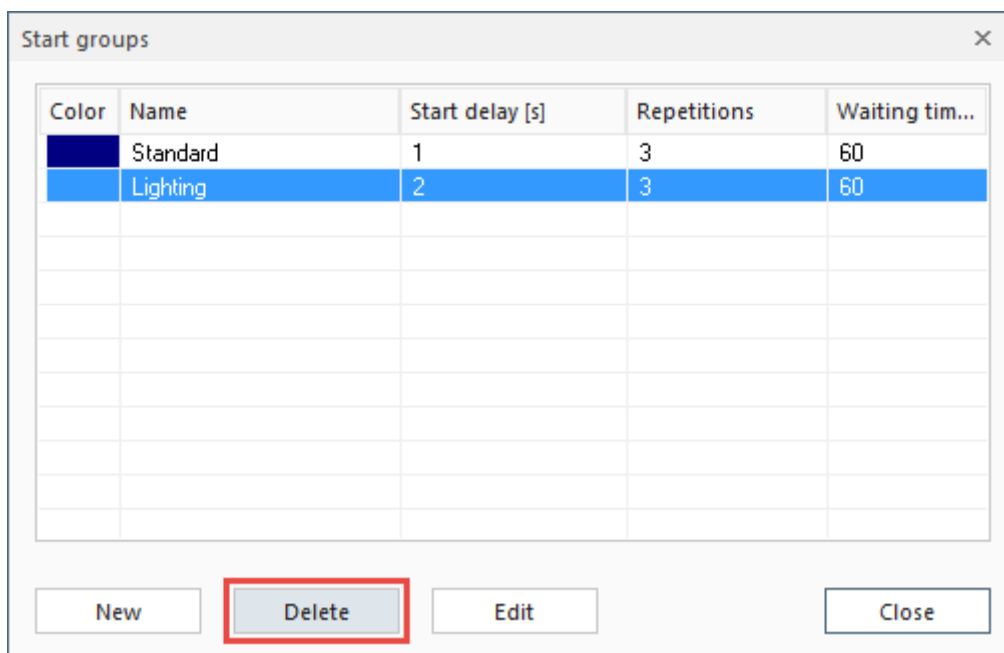 Start groups
Color Name Start delay [s] Repetitions Waiting tim...
Standard 1 3 60
Lighting 2 3 60
New Delete Edit Close